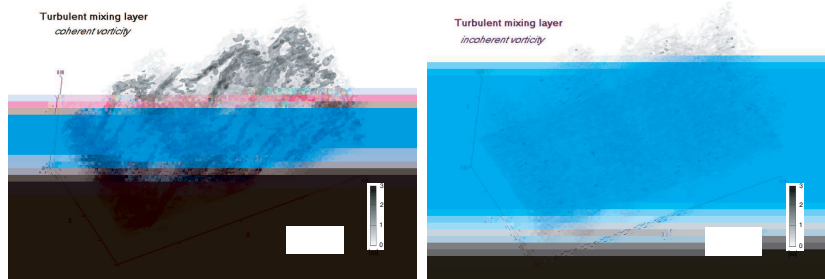 Turbulent mixing layer
coherent vorticity
3
2
1
0
Turbulent mixing layer
incoherent vorticity
3
2
1
0